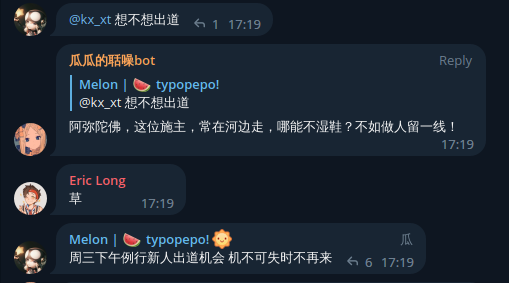 @kx_xt 想不想出道 1 17:19
瓜瓜的聒噪bot Reply
Melon | 🍉 typopepo!
@kx_xt 想不想出道
阿弥陀佛，这位施主，常在河边走，哪能不湿鞋？不如做人留一线！
17:19
Eric Long
草 17:19
Melon | 🍉 typopepo! 瓜
周三下午例行新人出道机会 机不可失时不再来 6 17:19